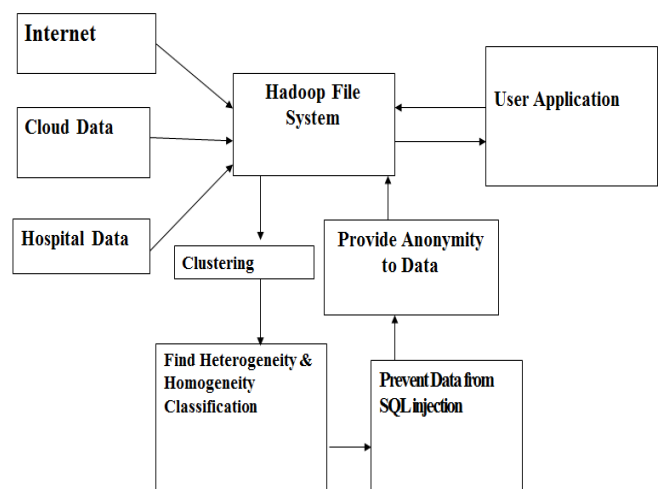 Internet
Hadoop File
System
User Application
Cloud Data
Hospital Data
Provide Anonymity
to Data
Clustering
Find Heterogeneity &
Homogeneity
Classification
Prevent Data from
SQL injection